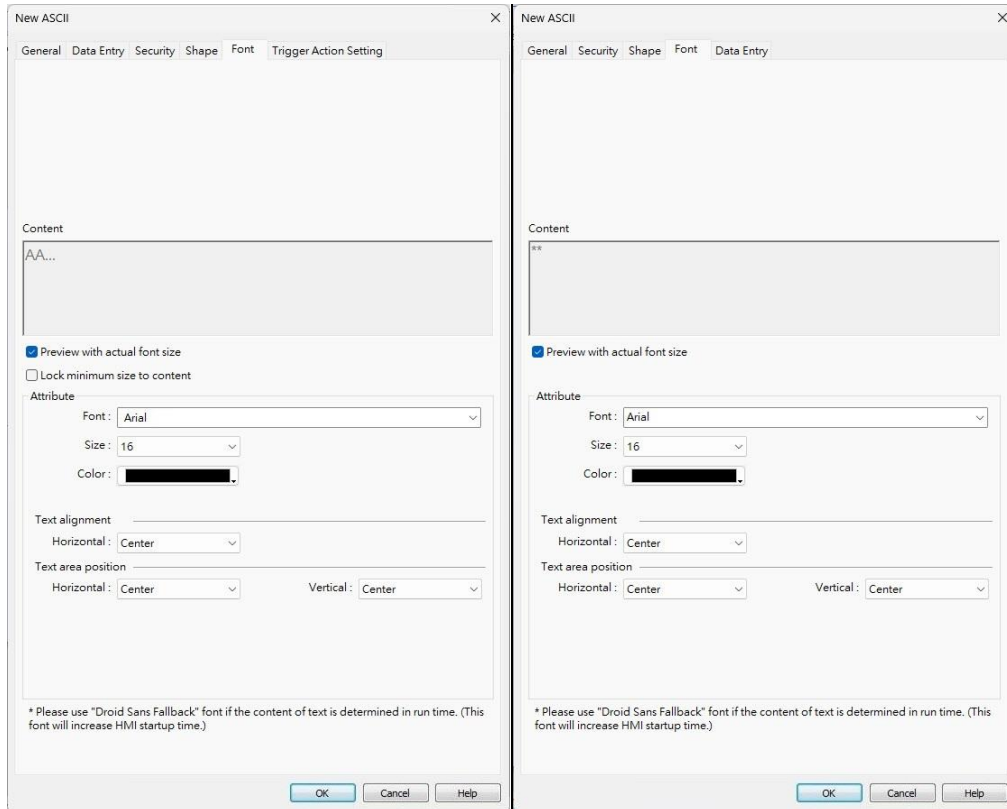 New ASCII
General Data Entry Security Shape Font Trigger Action Setting
Content
AA...
Preview with actual font size
Lock minimum size to content
Attribute
Font : Arial
Size : 16
Color :
Text alignment
Horizontal : Center
Text area position
Horizontal : Center Vertical : Center
* Please use "Droid Sans Fallback" font if the content of text is determined in run time. (This
font will increase HMI startup time.)
OK Cancel Help
New ASCII
General Security Shape Font Data Entry
Content
**
Preview with actual font size
Attribute
Font : Arial
Size : 16
Color :
Text alignment
Horizontal : Center
Text area position
Horizontal : Center Vertical : Center
* Please use "Droid Sans Fallback" font if the content of text is determined in run time. (This
font will increase HMI startup time.)
OK Cancel Help